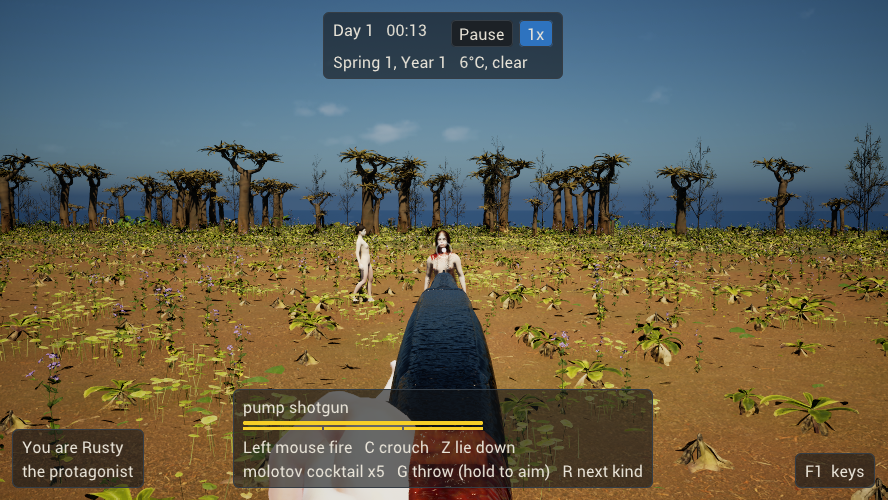 Day 1 00:13 Pause 1x
Spring 1, Year 1 6°C, clear
pump shotgun
Left mouse fire C crouch Z lie down
molotov cocktail x5 G throw (hold to aim) R next kind
You are Rusty
the protagonist
F1 keys